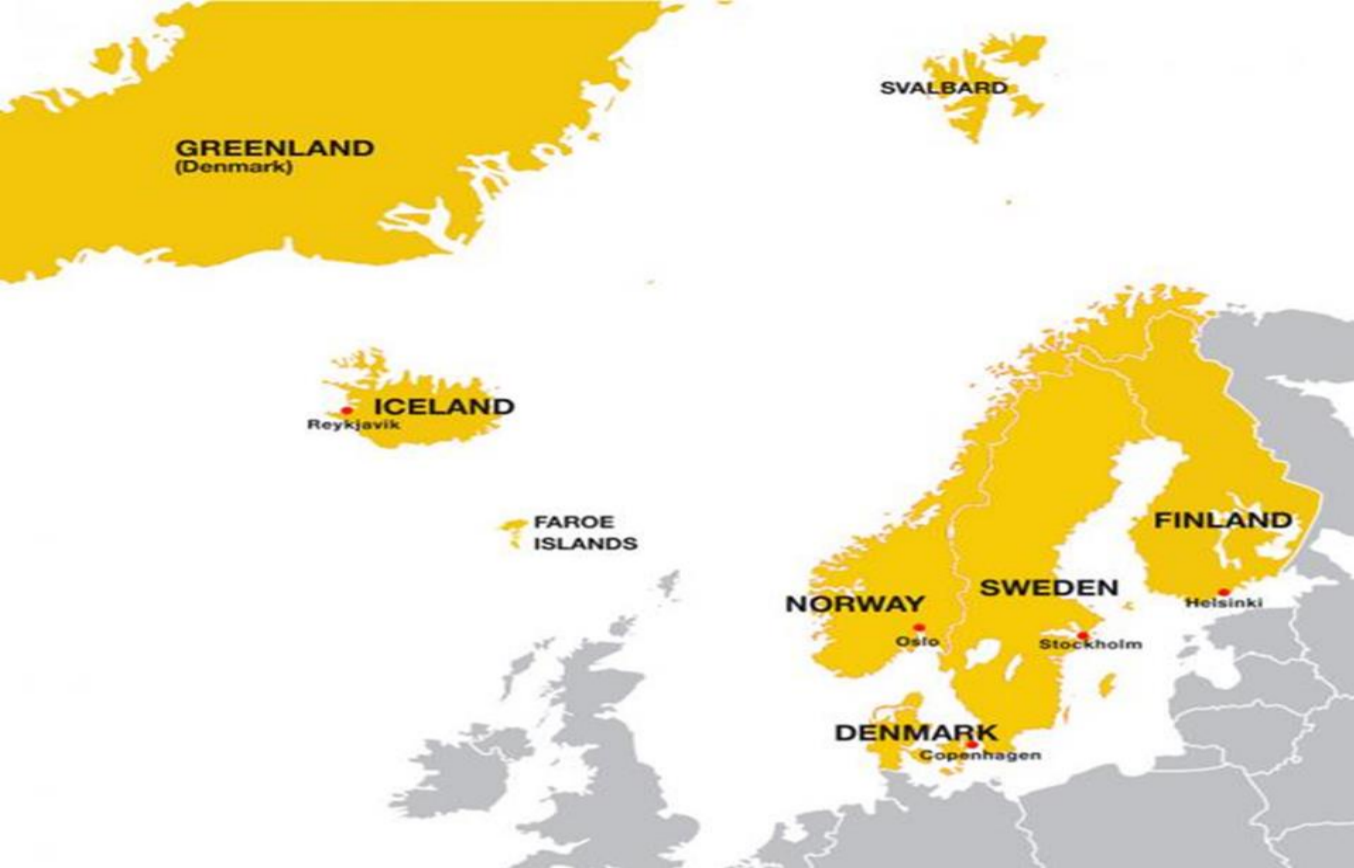 SVALBARD
GREENLAND
(Denmark)
ICELAND
Reykjavik
FAROE
ISLANDS
FINLAND
SWEDEN
NORWAY
Helsinki
Oslo
Stockholm
DENMARK
Copenhagen